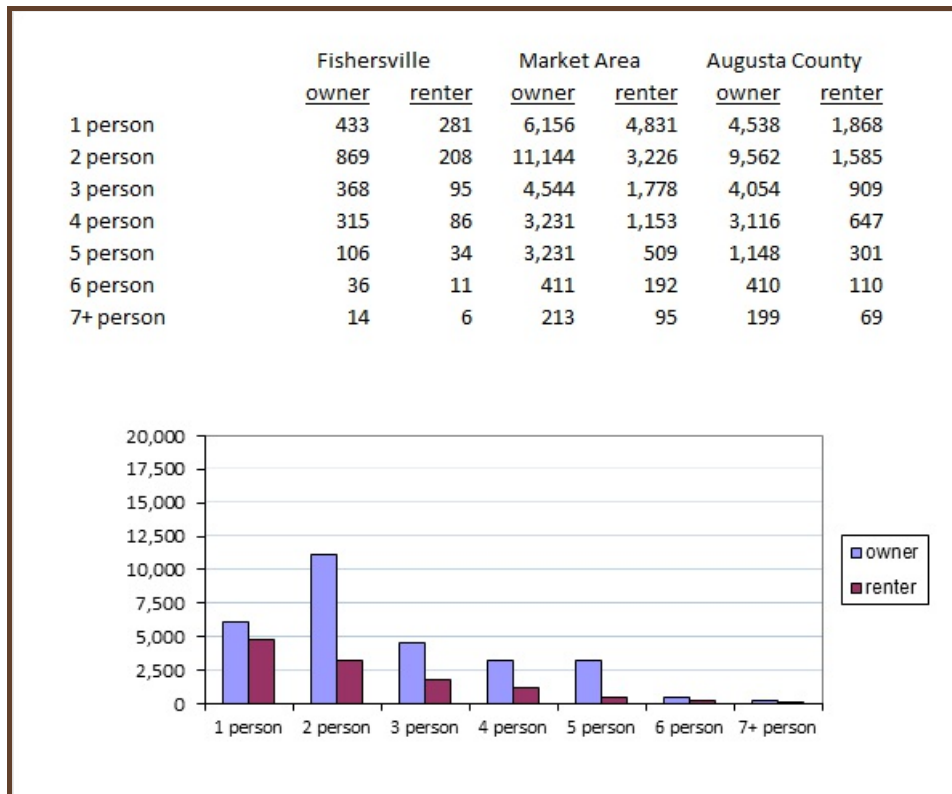 Fishersville Market Area Augusta County
owner renter owner renter owner renter
1 person 433 281 6,156 4,831 4,538 1,868
2 person 869 208 11,144 3,226 9,562 1,585
3 person 368 95 4,544 1,778 4,054 909
4 person 315 86 3,231 1,153 3,116 647
5 person 106 34 3,231 509 1,148 301
6 person 36 11 411 192 410 110
7+ person 14 6 213 95 199 69
20,000
17,500
15,000
12,500
10,000
7,500
5,000
2,500
0
1 person 2 person 3 person 4 person 5 person 6 person 7+ person
owner
renter